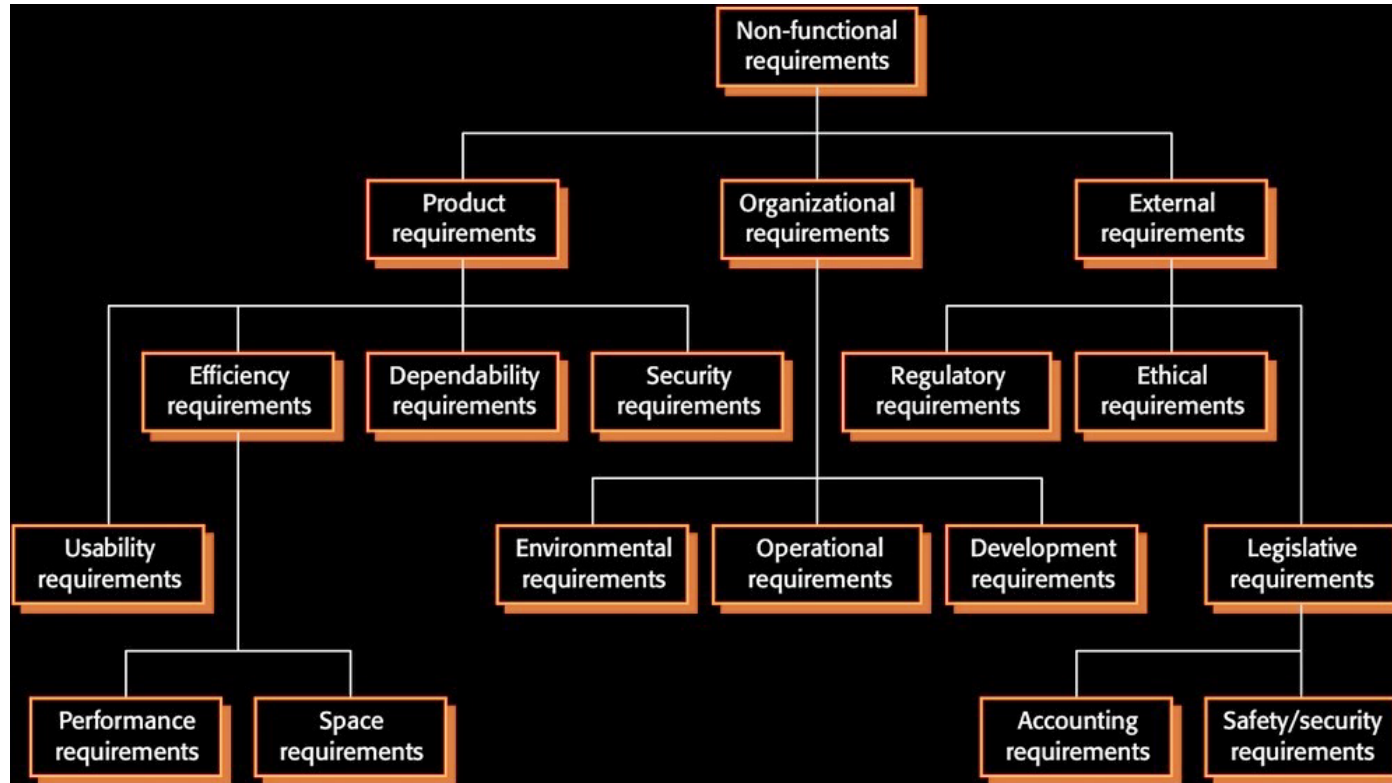 Non-functional
requirements
Product
requirements
Organizational
requirements
External
requirements
Efficiency
requirements
Dependability
requirements
Security
requirements
Regulatory
requirements
Ethical
requirements
Usability
requirements
Environmental
requirements
Operational
requirements
Development
requirements
Legislative
requirements
Performance
requirements
Space
requirements
Accounting
requirements
Safety/security
requirements